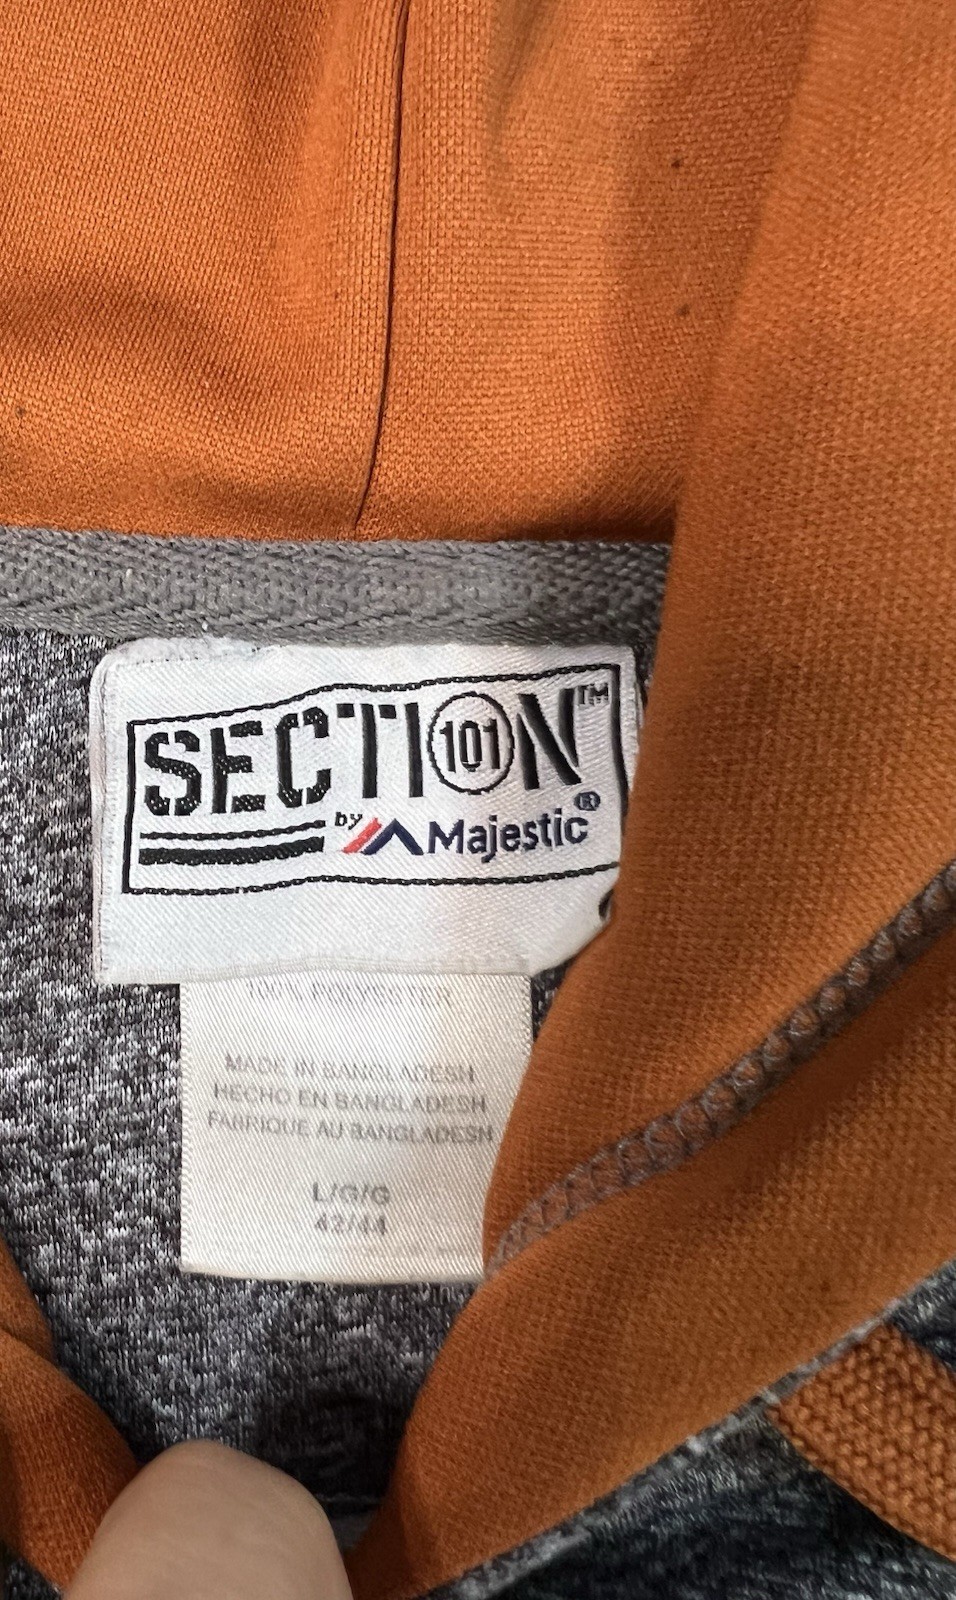 SECTION 101 ™
by Majestic®
100% POLYESTER
MADE IN BANGLADESH
HECHO EN BANGLADESH
FABRIQUE AU BANGLADESH
L/G/G
42/44